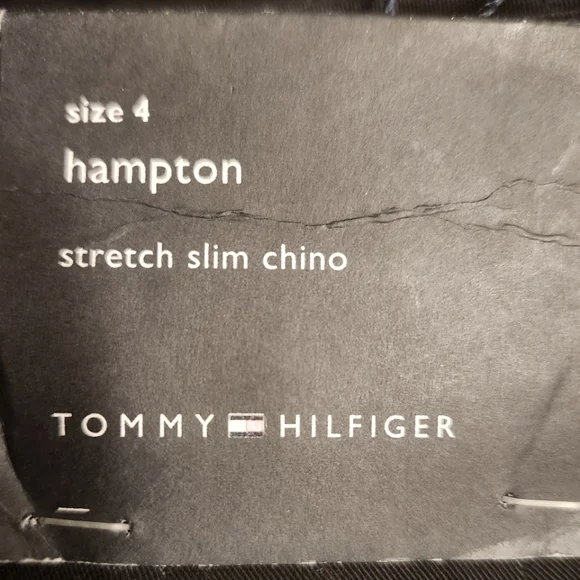 size 4
hampton
stretch slim chino
TOMMY HILFIGER